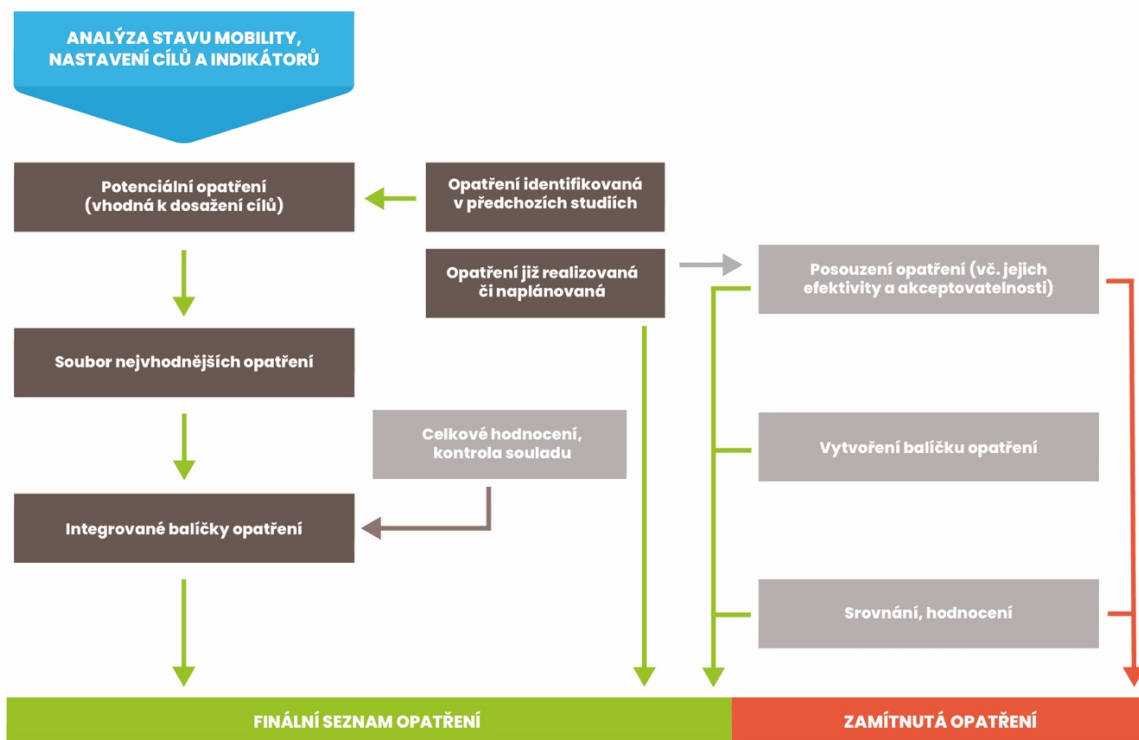 ANALÝZA STAVU MOBILITY,
NASTAVENÍ CÍLŮ A INDIKÁTORŮ
Potenciální opatření
(vhodná k dosažení cílů)
Opatření identifikovaná
v předchozích studiích
Opatření již realizovaná
či naplánovaná
Posouzení opatření (vč. jejich
efektivity a akceptovatelnosti)
Soubor nejvhodnějších opatření
Celkové hodnocení,
kontrola souladu
Vytvoření balíčku opatření
Integrované balíčky opatření
Srovnání, hodnocení
FINÁLNÍ SEZNAM OPATŘENÍ
ZAMÍTNUTÁ OPATŘENÍ